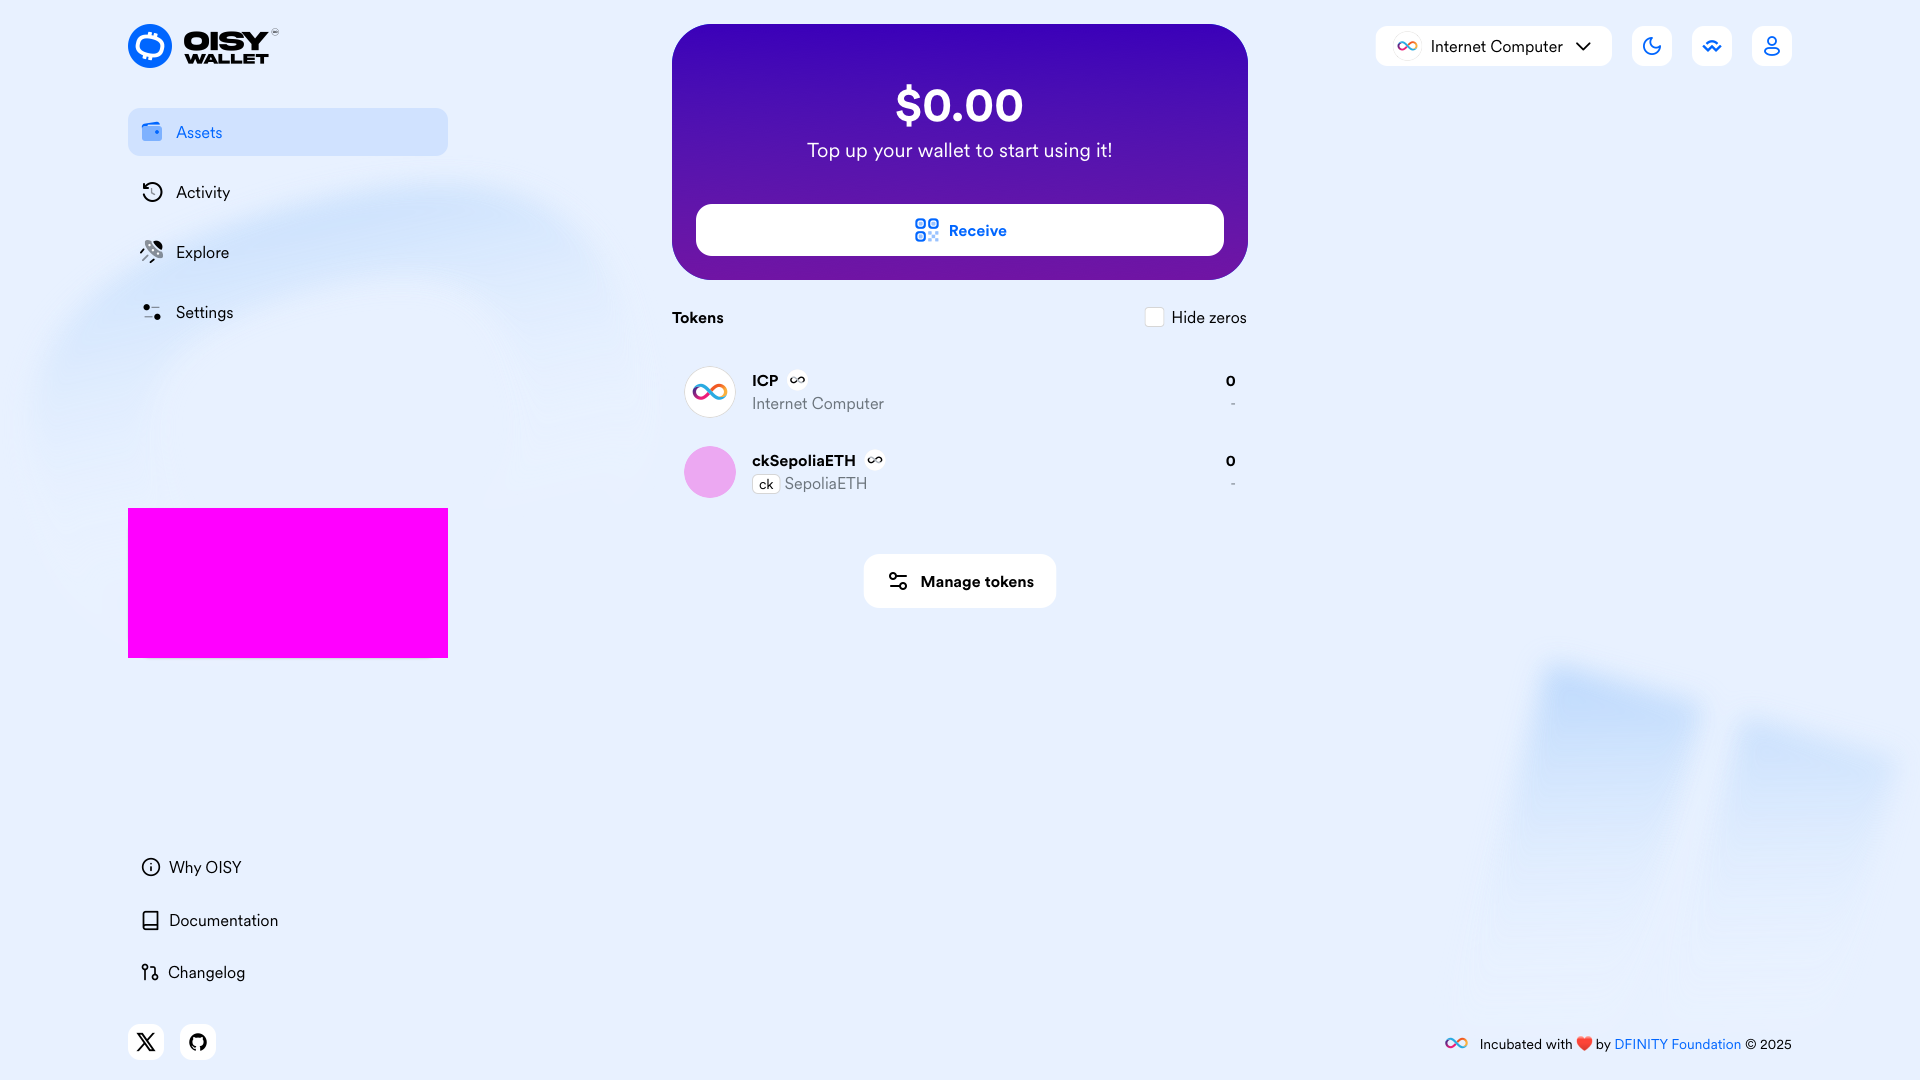 OISY
WALLET
Assets
Activity
Explore
Settings
Why OISY
Documentation
Changelog
$0.00
Top up your wallet to start using it!
Receive
Tokens
Hide zeros
ICP
0
Internet Computer
-
ckSepoliaETH
0
ck SepoliaETH
-
Manage tokens
Internet Computer
Incubated with ❤️ by DFINITY Foundation © 2025